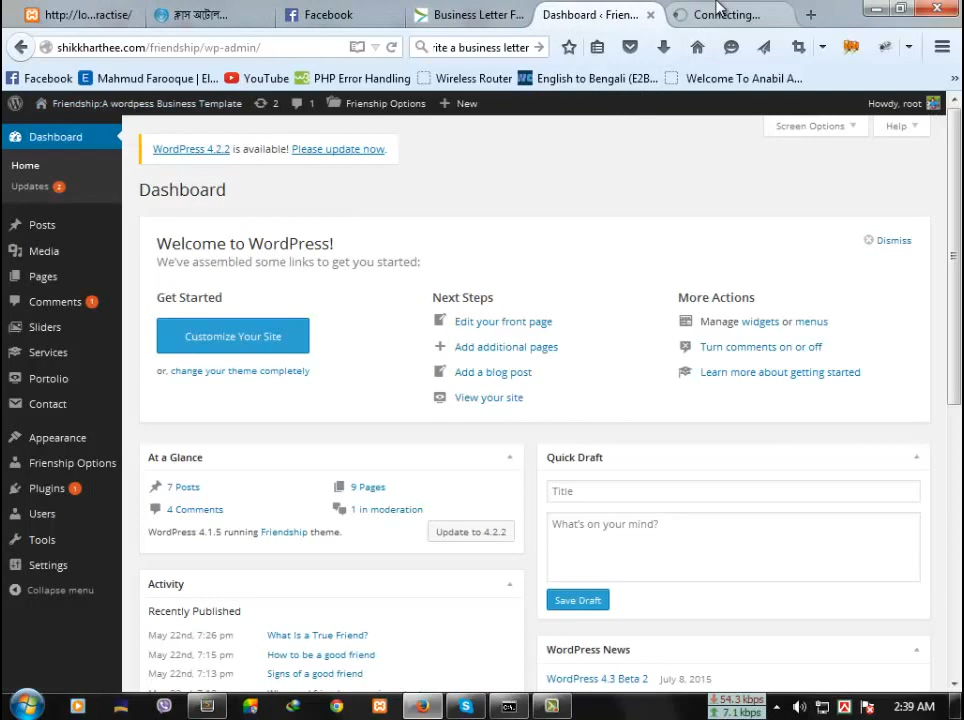 http://lo...ractise/
ক্লাস আটাল...
Facebook
Business Letter F...
Dashboard ‹ Frien...
Connecting...
shikkharthee.com/friendship/wp-admin/
rite a business letter
Facebook
Mahmud Farooque | El...
YouTube
PHP Error Handling
Wireless Router
English to Bengali (E2B...
Welcome To Anabil A...
Friendship:A wordpess Business Template
2
1
Frienship Options
New
Howdy, root
Dashboard
Screen Options
Help
WordPress 4.2.2 is available! Please update now.
Home
Updates 2
Dashboard
Posts
Media
Pages
Comments 1
Sliders
Services
Portolio
Contact
Appearance
Frienship Options
Plugins 1
Users
Tools
Settings
Collapse menu
Welcome to WordPress!
Dismiss
We've assembled some links to get you started:
Get Started
Customize Your Site
or, change your theme completely
Next Steps
Edit your front page
Add additional pages
Add a blog post
View your site
More Actions
Manage widgets or menus
Turn comments on or off
Learn more about getting started
At a Glance
7 Posts
9 Pages
4 Comments
1 in moderation
WordPress 4.1.5 running Friendship theme.
Update to 4.2.2
Activity
Recently Published
May 22nd, 7:26 pm What Is a True Friend?
May 22nd, 7:15 pm How to be a good friend
May 22nd, 7:13 pm Signs of a good friend
Quick Draft
Title
What's on your mind?
Save Draft
WordPress News
WordPress 4.3 Beta 2 July 8, 2015
54.3 kbps
7.1 kbps
2:39 AM